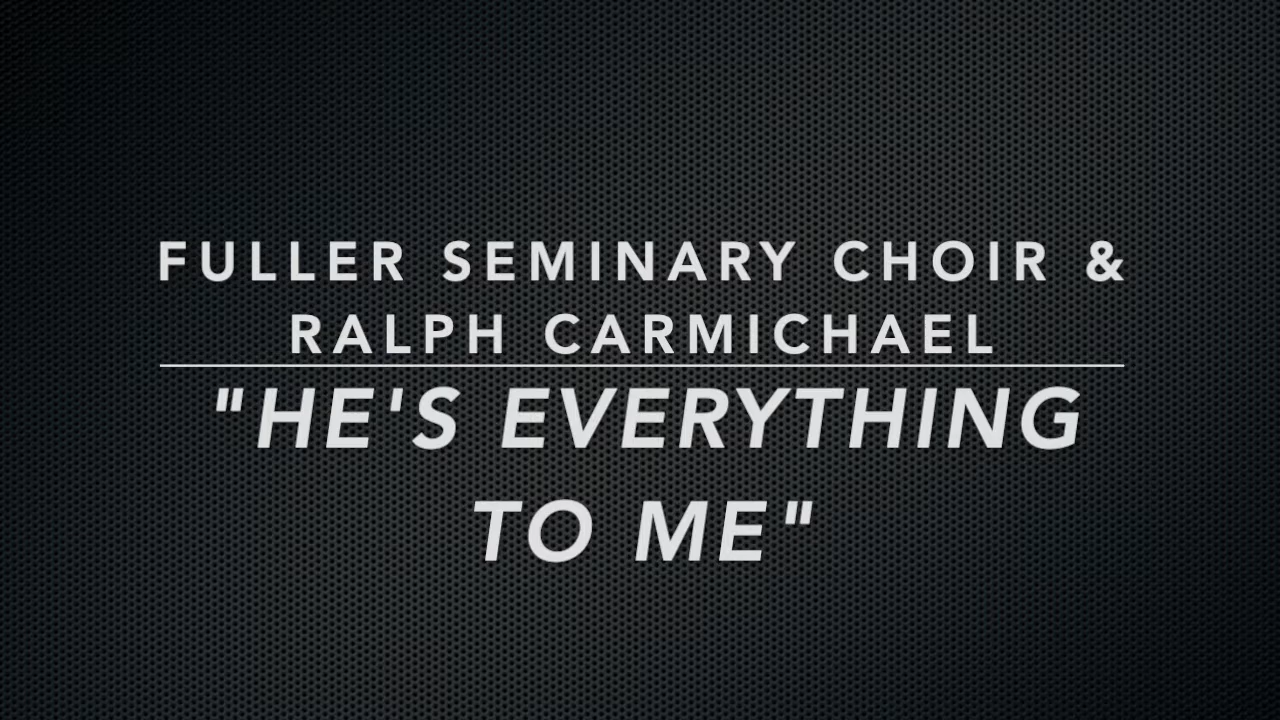 FULLER SEMINARY CHOIR &
RALPH CARMICHAEL
"HE'S EVERYTHING
TO ME"